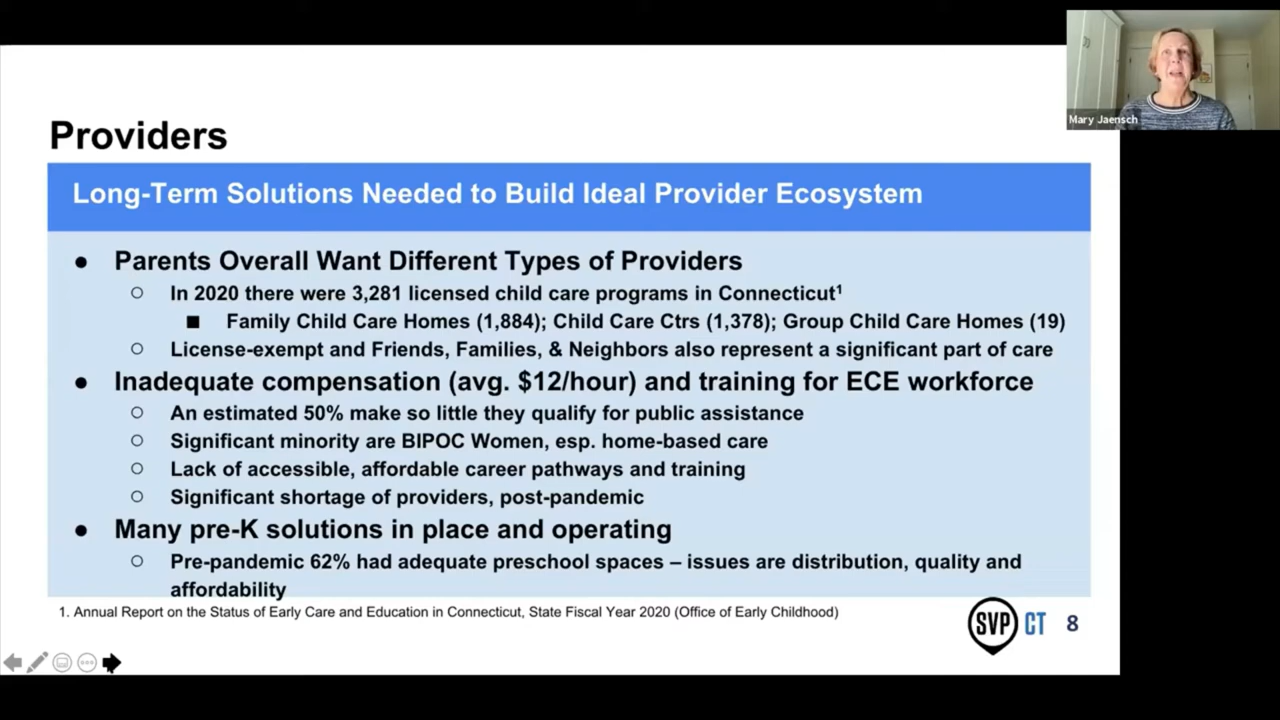 Mary Jaensch
Providers
Long-Term Solutions Needed to Build Ideal Provider Ecosystem
● Parents Overall Want Different Types of Providers
○ In 2020 there were 3,281 licensed child care programs in Connecticut¹
■ Family Child Care Homes (1,884); Child Care Ctrs (1,378); Group Child Care Homes (19)
○ License-exempt and Friends, Families, & Neighbors also represent a significant part of care
● Inadequate compensation (avg. $12/hour) and training for ECE workforce
○ An estimated 50% make so little they qualify for public assistance
○ Significant minority are BIPOC Women, esp. home-based care
○ Lack of accessible, affordable career pathways and training
○ Significant shortage of providers, post-pandemic
● Many pre-K solutions in place and operating
○ Pre-pandemic 62% had adequate preschool spaces – issues are distribution, quality and
affordability
1. Annual Report on the Status of Early Care and Education in Connecticut, State Fiscal Year 2020 (Office of Early Childhood)
SVP CT 8